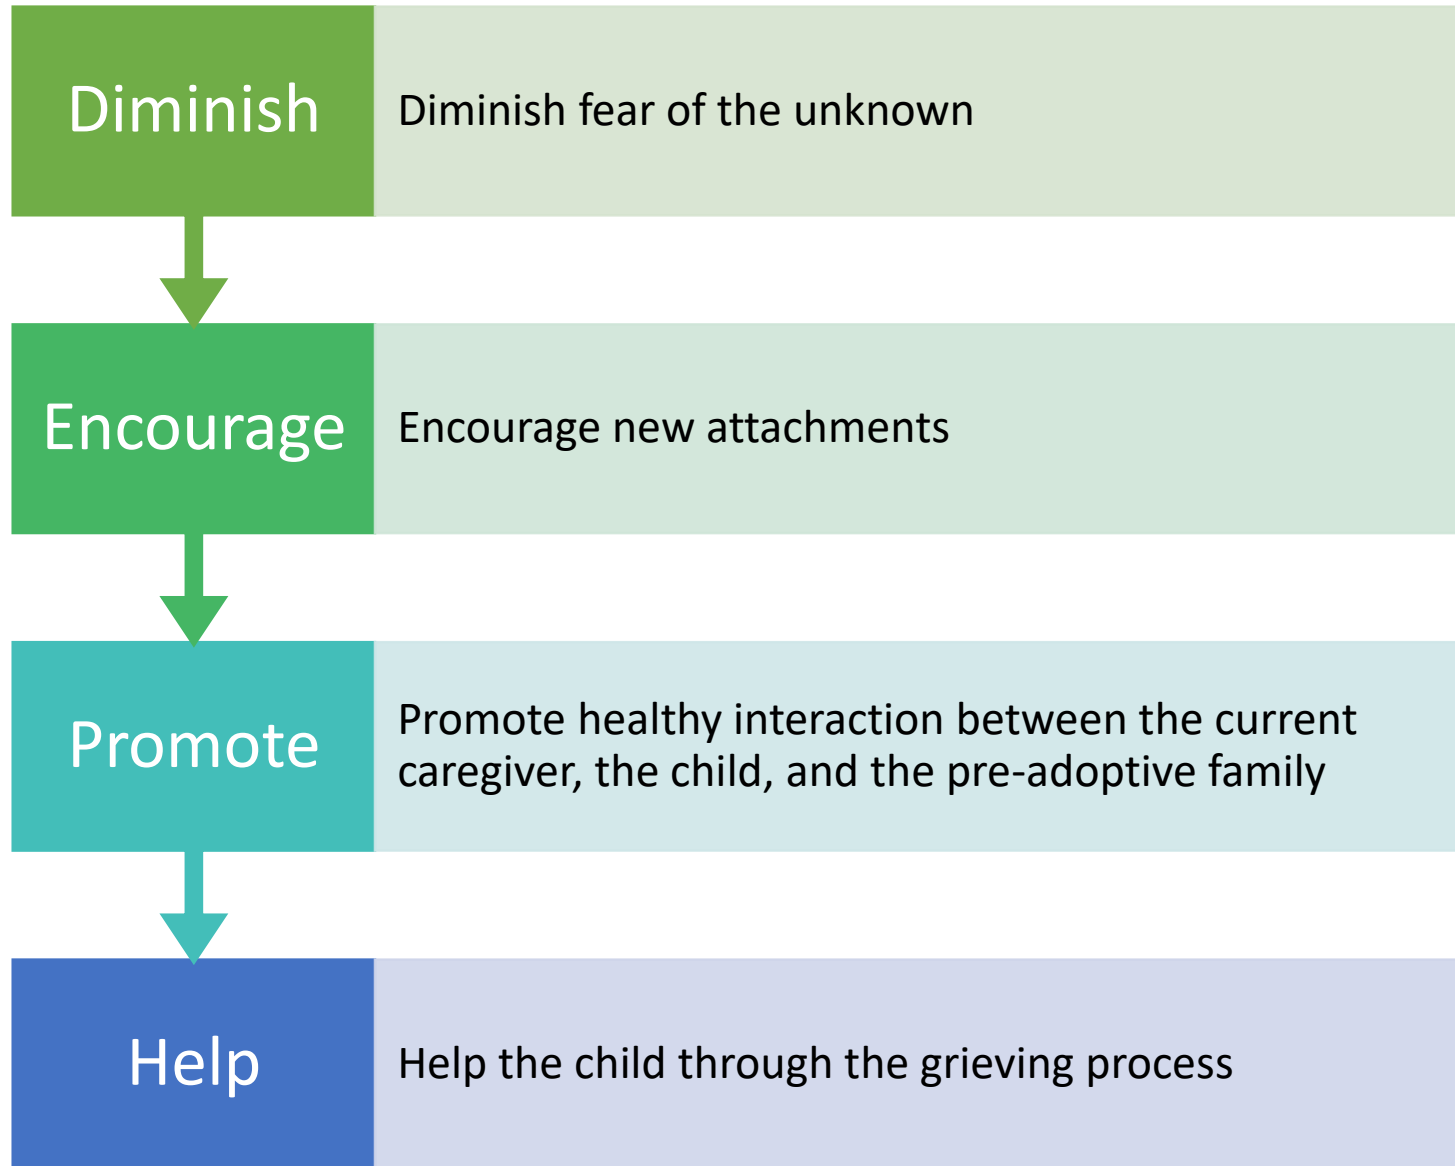 Diminish
Diminish fear of the unknown
Encourage
Encourage new attachments
Promote
Promote healthy interaction between the current
caregiver, the child, and the pre-adoptive family
Help
Help the child through the grieving process